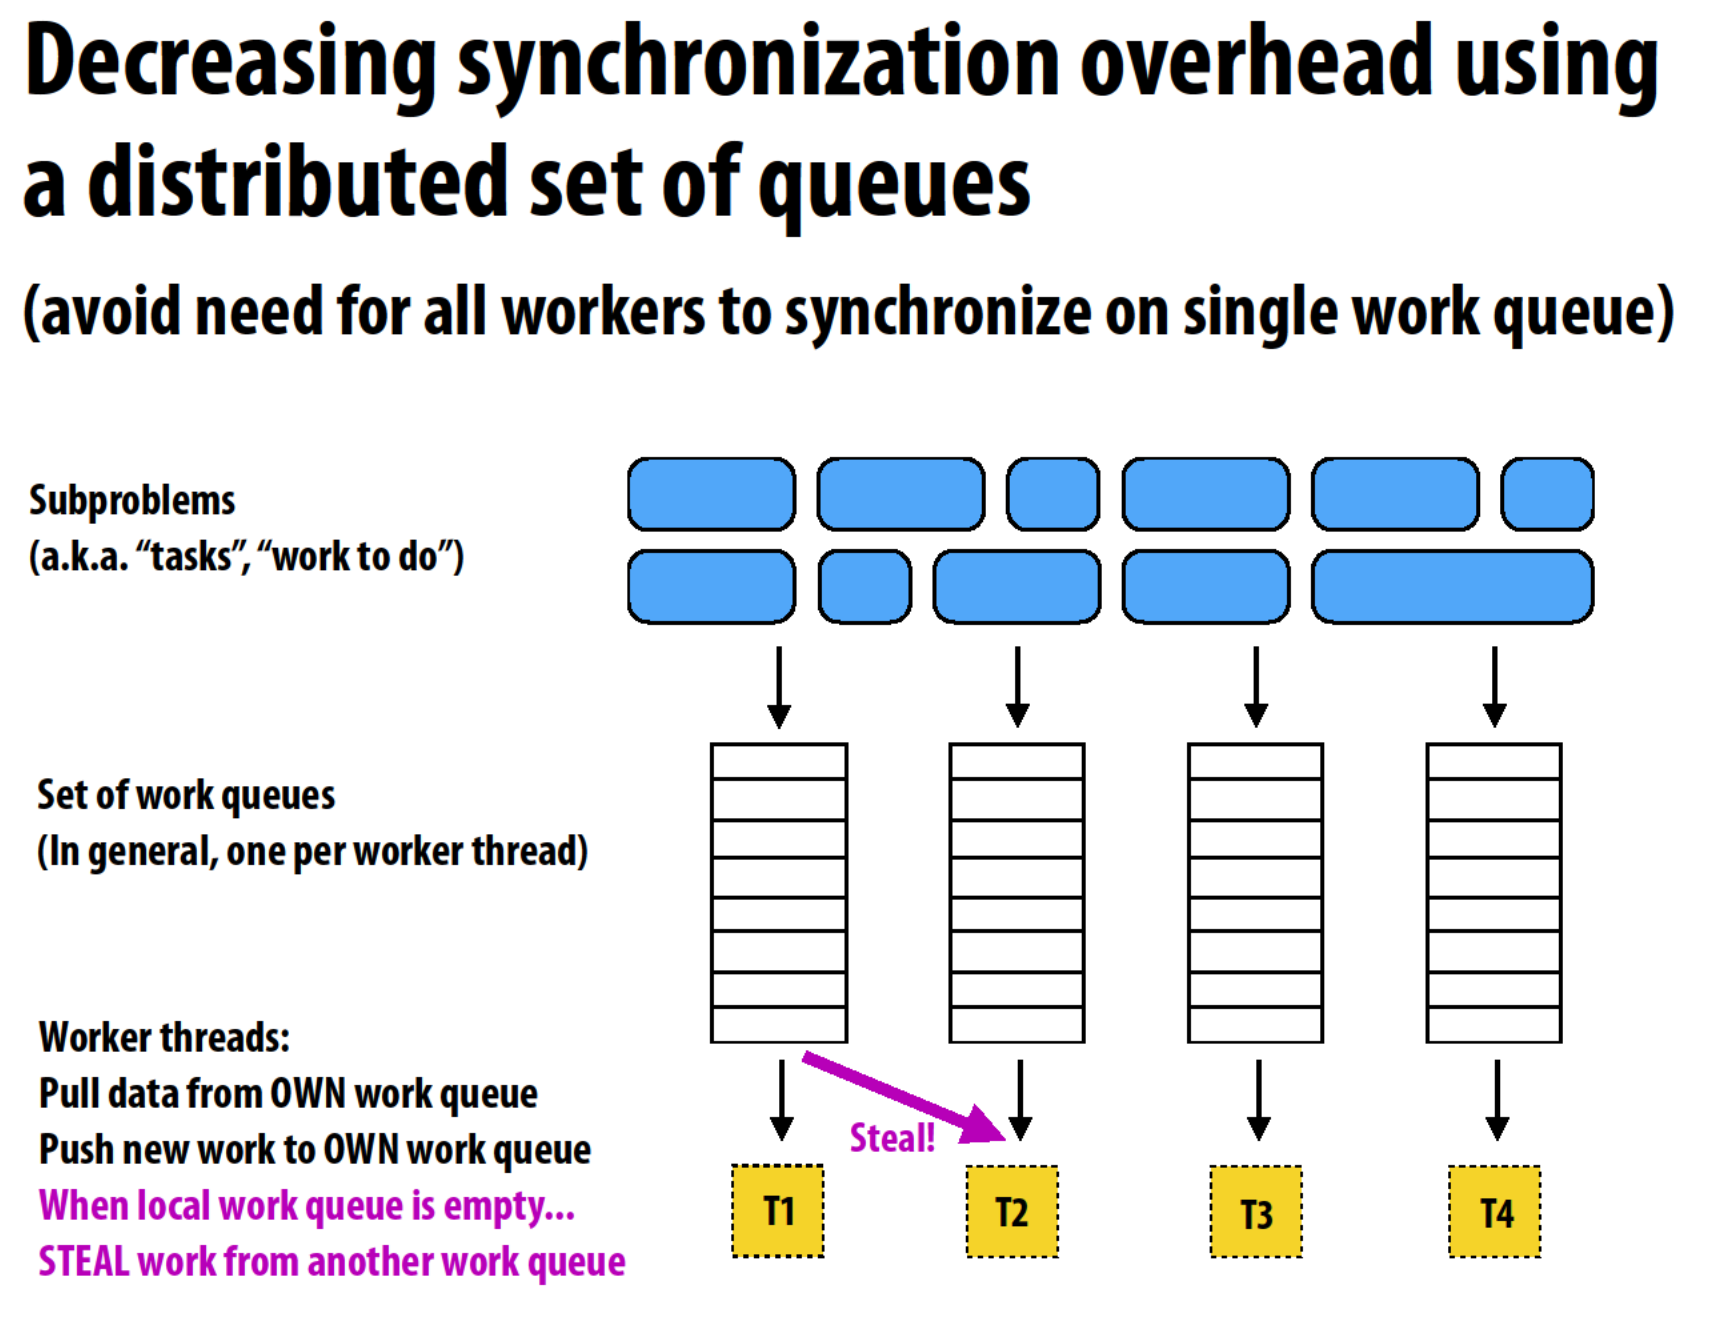 Decreasing synchronization overhead using
a distributed set of queues
(avoid need for all workers to synchronize on single work queue)
Subproblems
(a.k.a. “tasks”, “work to do”)
Set of work queues
(In general, one per worker thread)
Worker threads:
Pull data from OWN work queue
Push new work to OWN work queue
When local work queue is empty...
STEAL work from another work queue
Steal!
T1
T2
T3
T4